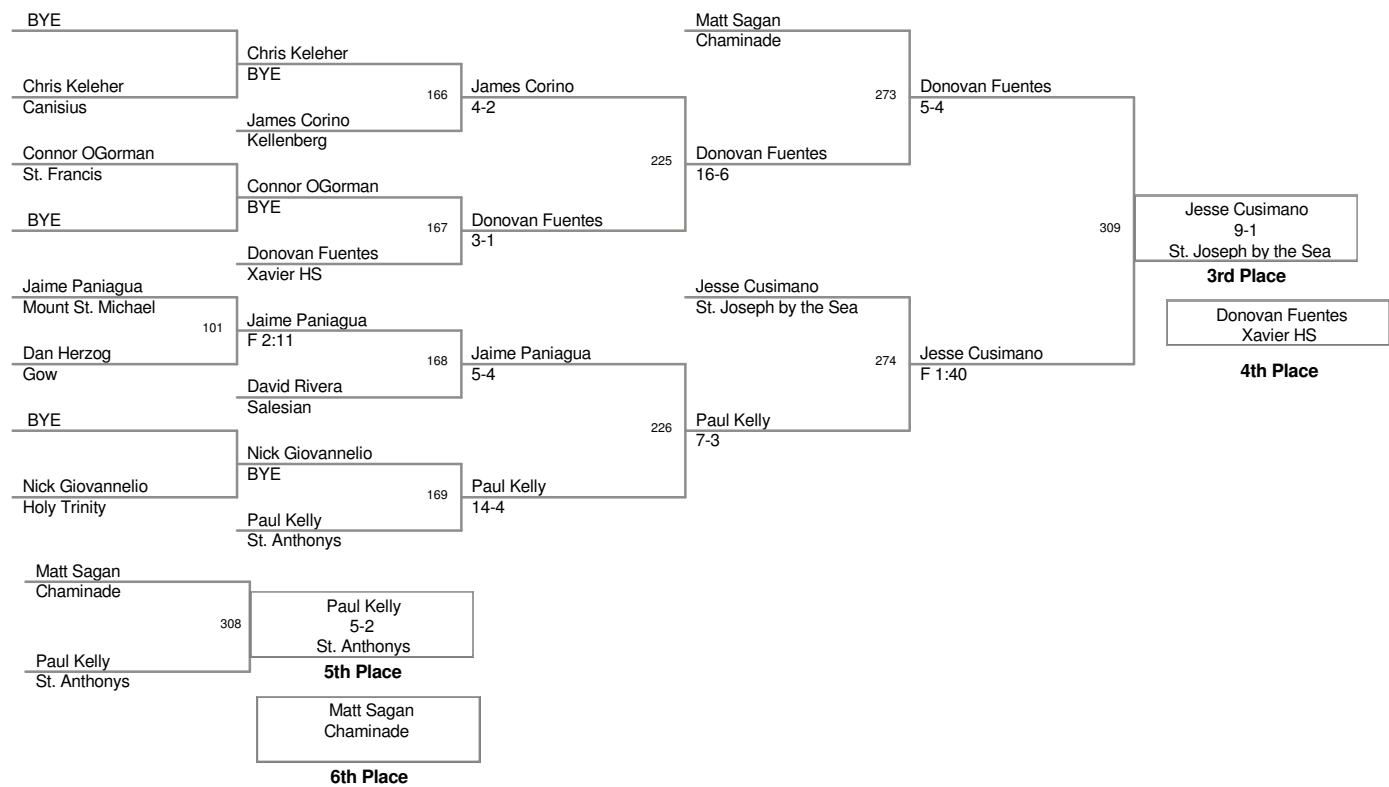 BYE
Chris Keleher
Canisius
Connor OGorman
St. Francis
BYE
Jaime Paniagua
Mount St. Michael
101
Dan Herzog
Gow
BYE
Nick Giovannelio
Holy Trinity
Chris Keleher
BYE
166
James Corino
Kellenberg
Connor OGorman
BYE
167
Donovan Fuentes
Xavier HS
Jaime Paniagua
F 2:11
168
David Rivera
Salesian
Nick Giovannelio
BYE
169
Paul Kelly
St. Anthonys
James Corino
4-2
225
Donovan Fuentes
3-1
Jaime Paniagua
5-4
226
Paul Kelly
14-4
Matt Sagan
Chaminade
273
Donovan Fuentes
16-6
Jesse Cusimano
St. Joseph by the Sea
274
Paul Kelly
7-3
Donovan Fuentes
5-4
309
Jesse Cusimano
F 1:40
Jesse Cusimano
9-1
St. Joseph by the Sea
3rd Place
Donovan Fuentes
Xavier HS
4th Place
Matt Sagan
Chaminade
308
Paul Kelly
St. Anthonys
Paul Kelly
5-2
St. Anthonys
5th Place
Matt Sagan
Chaminade
6th Place